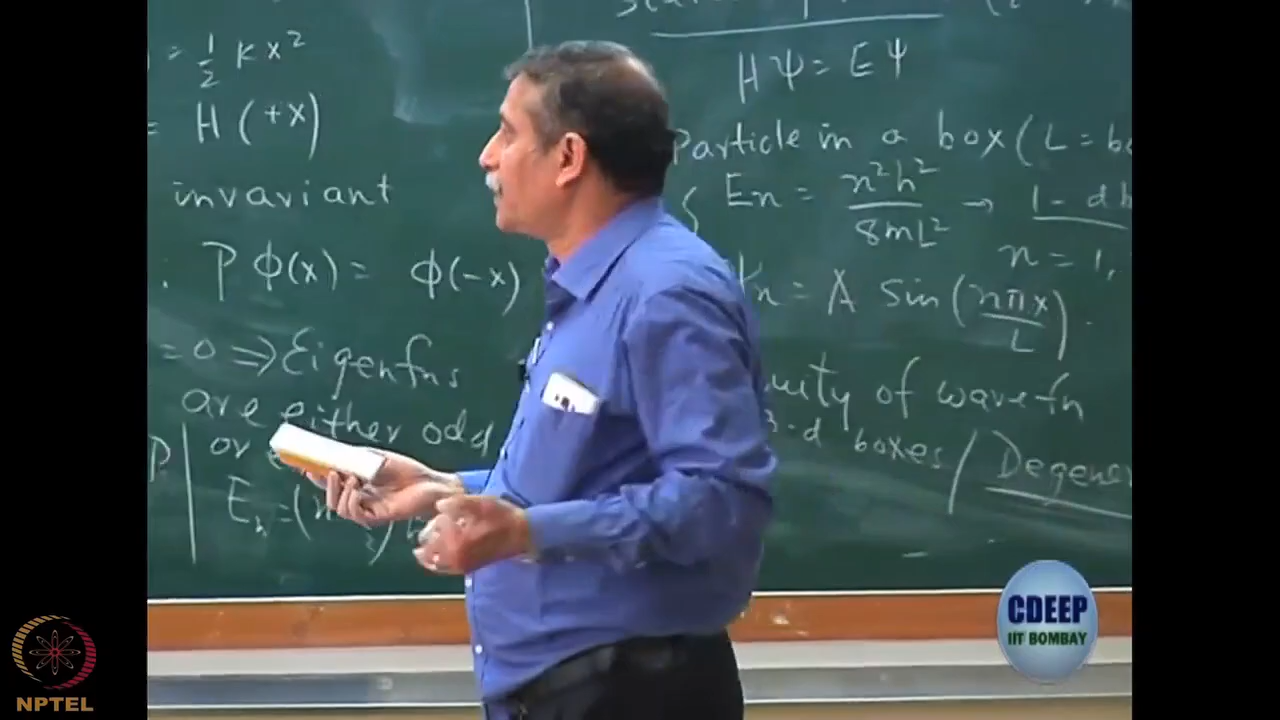 = 1/2 Kx²
= H(+x)
invariant
P ϕ(x) = ϕ(-x)
= 0 ⇒ Eigenfns
are either odd
or
Hψ = Eψ
Particle in a box (L =
En = n²h²/8mL² → 1-d
n = 1,
= A Sin(nπx/L).
of wavefn
3-d boxes / Degene
CDEEP
IIT BOMBAY
NPTEL